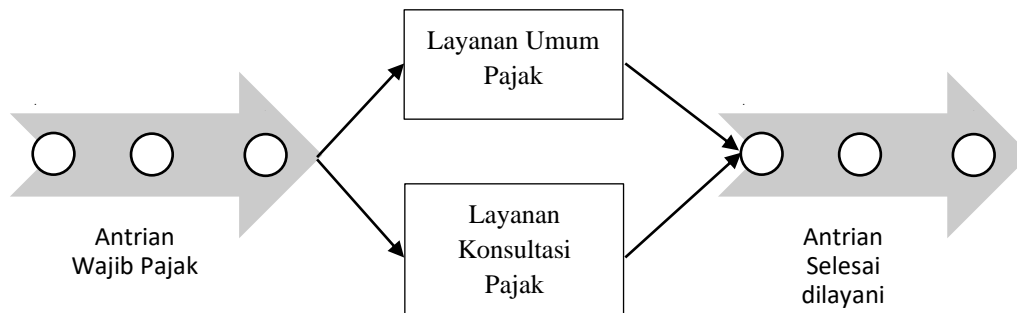 Layanan Umum
Pajak
Antrian
Wajib Pajak
Layanan
Konsultasi
Pajak
Antrian
Selesai
dilayani